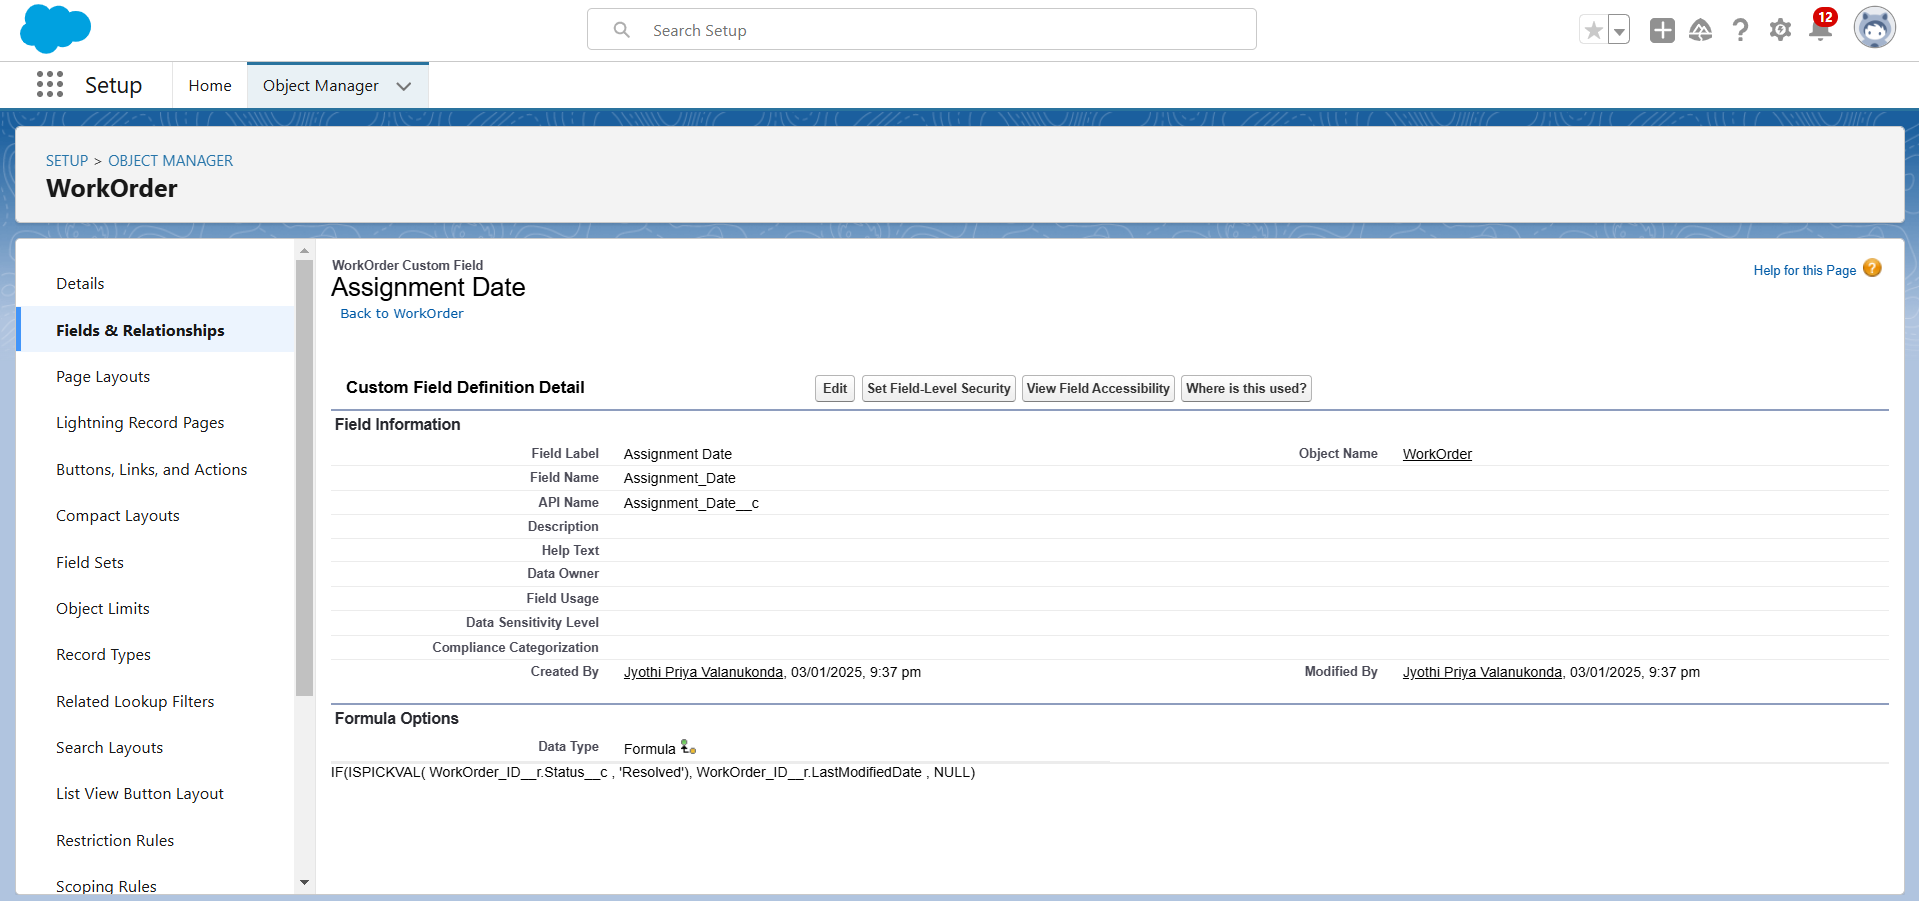 Search Setup
12
Setup
Home
Object Manager
SETUP > OBJECT MANAGER
WorkOrder
Details
Fields & Relationships
Page Layouts
Lightning Record Pages
Buttons, Links, and Actions
Compact Layouts
Field Sets
Object Limits
Record Types
Related Lookup Filters
Search Layouts
List View Button Layout
Restriction Rules
Scoping Rules
WorkOrder Custom Field
Assignment Date
Back to WorkOrder
Help for this Page ?
Custom Field Definition Detail
Edit Set Field-Level Security View Field Accessibility Where is this used?
Field Information
Field Label Assignment Date Object Name WorkOrder
Field Name Assignment_Date
API Name Assignment_Date__c
Description
Help Text
Data Owner
Field Usage
Data Sensitivity Level
Compliance Categorization
Created By Jyothi Priya Valanukonda, 03/01/2025, 9:37 pm Modified By Jyothi Priya Valanukonda, 03/01/2025, 9:37 pm
Formula Options
Data Type Formula
IF(ISPICKVAL( WorkOrder_ID__r.Status__c , 'Resolved'), WorkOrder_ID__r.LastModifiedDate , NULL)